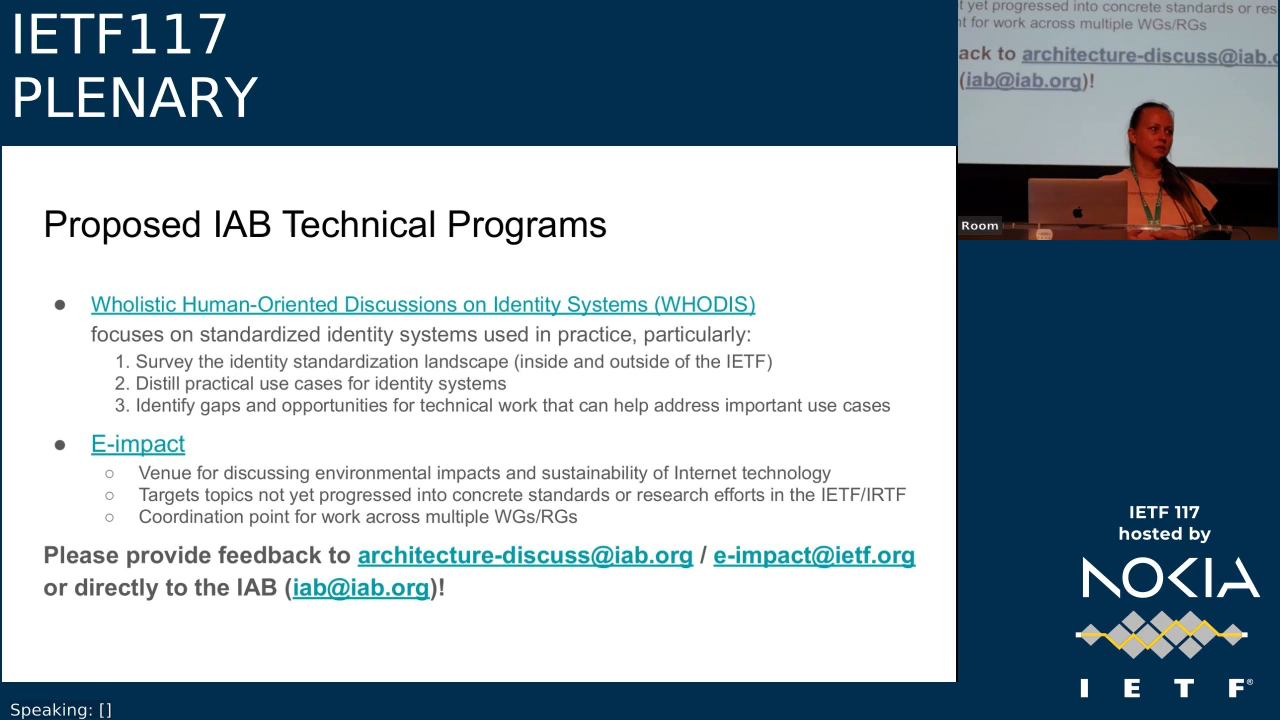 IETF117
PLENARY
Proposed IAB Technical Programs
● Wholistic Human-Oriented Discussions on Identity Systems (WHODIS)
focuses on standardized identity systems used in practice, particularly:
1. Survey the identity standardization landscape (inside and outside of the IETF)
2. Distill practical use cases for identity systems
3. Identify gaps and opportunities for technical work that can help address important use cases
● E-impact
○ Venue for discussing environmental impacts and sustainability of Internet technology
○ Targets topics not yet progressed into concrete standards or research efforts in the IETF/IRTF
○ Coordination point for work across multiple WGs/RGs
Please provide feedback to architecture-discuss@iab.org / e-impact@ietf.org
or directly to the IAB (iab@iab.org)!
t yet progressed into concrete standards or res
nt for work across multiple WGs/RGs
ack to architecture-discuss@iab.o
(iab@iab.org)!
Room
IETF 117
hosted by
NOKIA
I E T F®
Speaking: []